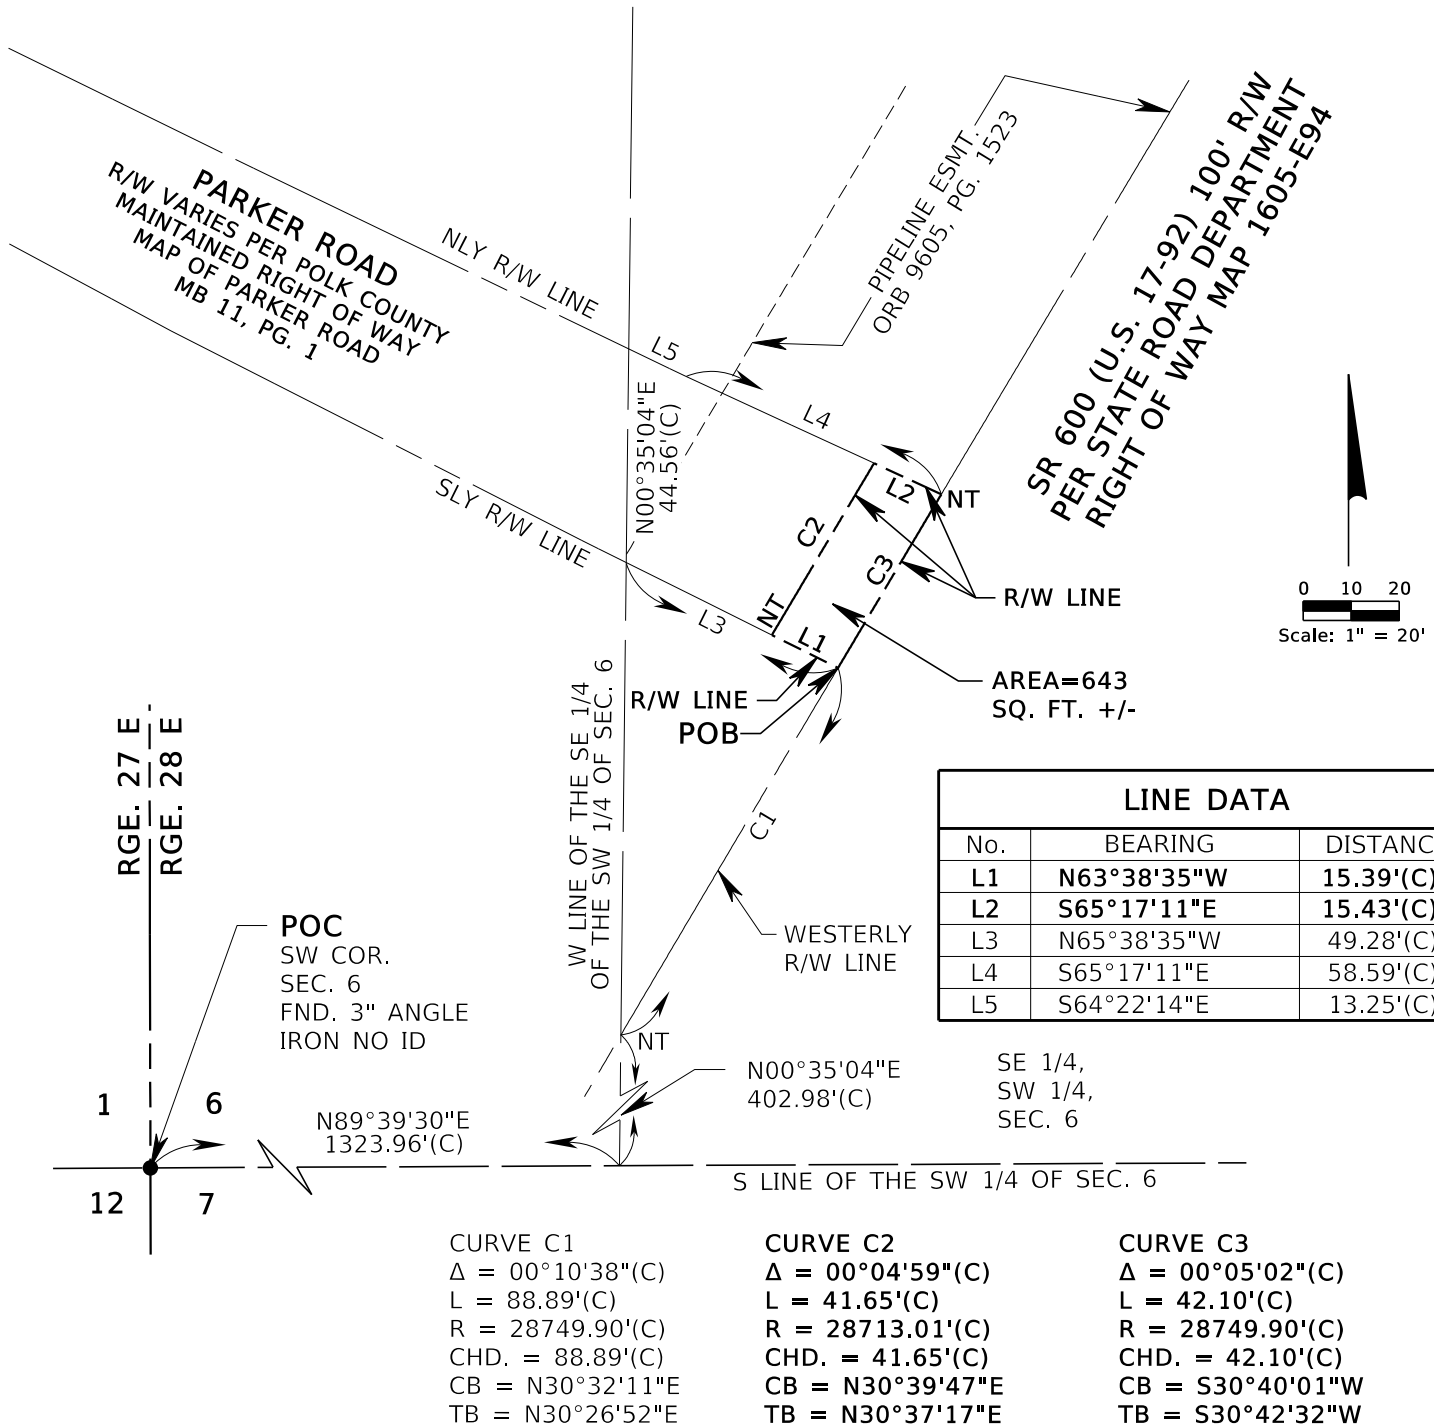 PARKER ROAD
R/W VARIES PER POLK COUNTY
MAINTAINED RIGHT OF WAY
MAP OF PARKER ROAD
MB 11, PG. 1
NLY R/W LINE
SLY R/W LINE
PIPELINE ESMT.
ORB 9605, PG. 1523
SR 600 (U.S. 17-92) 100' R/W
PER STATE ROAD DEPARTMENT
RIGHT OF WAY MAP 1605-E94
L5
L4
N00°35'04"E
44.56'(C)
L2
NT
C2
C3
R/W LINE
NT
L1
L3
0 10 20
Scale: 1" = 20'
R/W LINE
POB
AREA=643
SQ. FT. +/-
W LINE OF THE SE 1/4
OF THE SW 1/4 OF SEC. 6
C1
WESTERLY
R/W LINE
RGE. 27 E
RGE. 28 E
LINE DATA
No. BEARING DISTANC
L1 N63°38'35"W 15.39'(C)
L2 S65°17'11"E 15.43'(C)
L3 N65°38'35"W 49.28'(C)
L4 S65°17'11"E 58.59'(C)
L5 S64°22'14"E 13.25'(C)
POC
SW COR.
SEC. 6
FND. 3" ANGLE
IRON NO ID
NT
N00°35'04"E
402.98'(C)
SE 1/4,
SW 1/4,
SEC. 6
1 6
12 7
N89°39'30"E
1323.96'(C)
S LINE OF THE SW 1/4 OF SEC. 6
CURVE C1
Δ = 00°10'38"(C)
L = 88.89'(C)
R = 28749.90'(C)
CHD. = 88.89'(C)
CB = N30°32'11"E
TB = N30°26'52"E
CURVE C2
Δ = 00°04'59"(C)
L = 41.65'(C)
R = 28713.01'(C)
CHD. = 41.65'(C)
CB = N30°39'47"E
TB = N30°37'17"E
CURVE C3
Δ = 00°05'02"(C)
L = 42.10'(C)
R = 28749.90'(C)
CHD. = 42.10'(C)
CB = S30°40'01"W
TB = S30°42'32"W